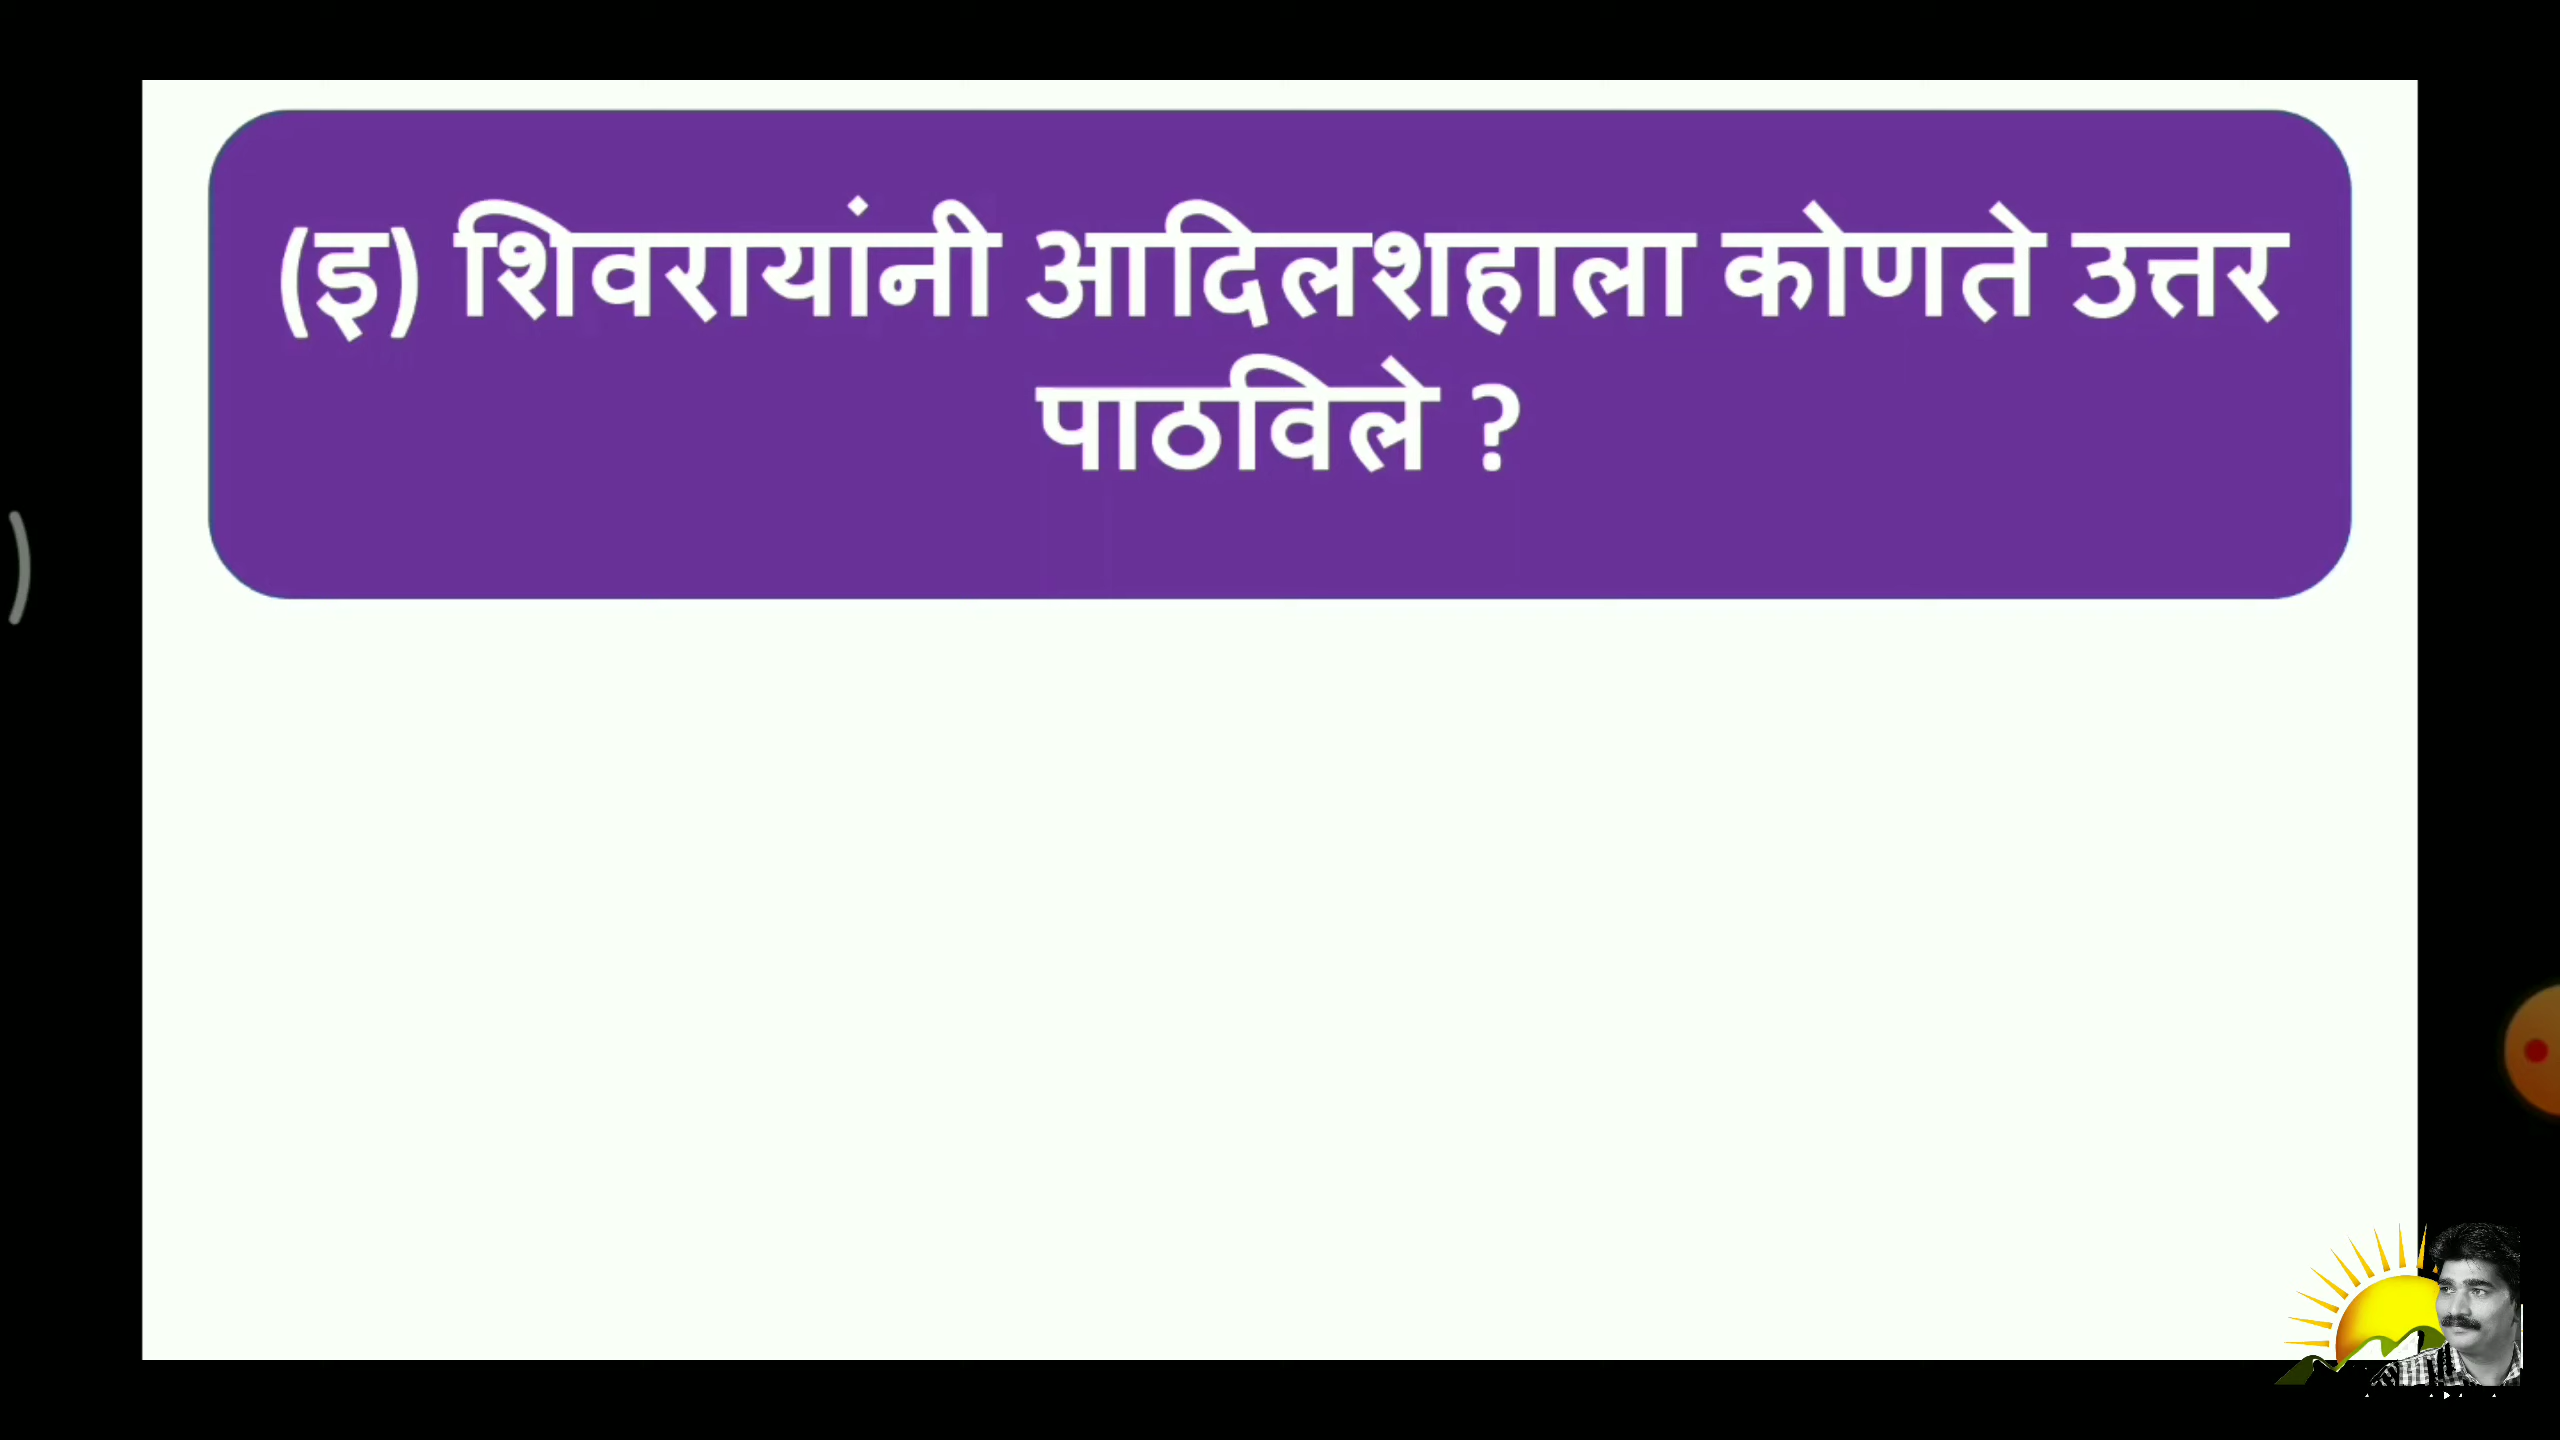 (इ) शिवरायांनी आदिलशहाला कोणते उत्तर
पाठविले ?